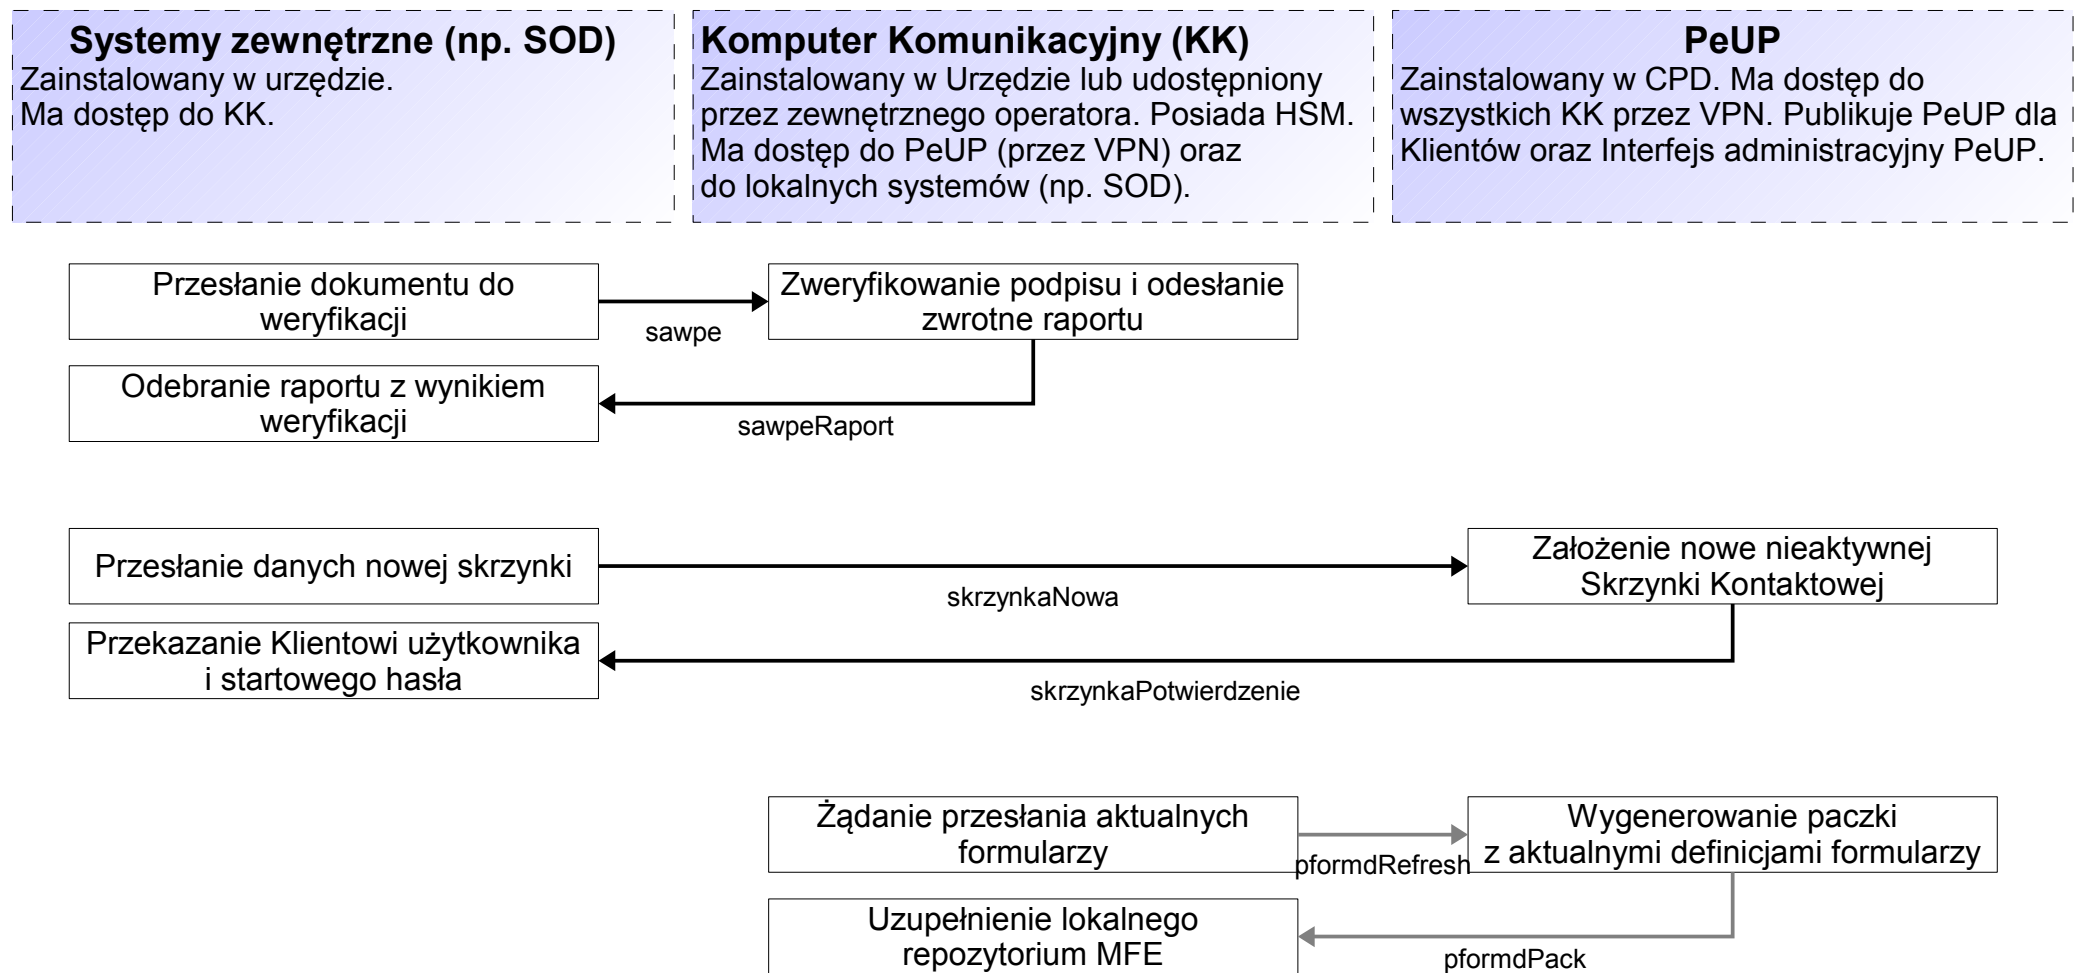 Systemy zewnętrzne (np. SOD)
Zainstalowany w urzędzie.
Ma dostęp do KK.
Komputer Komunikacyjny (KK)
Zainstalowany w Urzędzie lub udostępniony
przez zewnętrznego operatora. Posiada HSM.
Ma dostęp do PeUP (przez VPN) oraz
do lokalnych systemów (np. SOD).
PeUP
Zainstalowany w CPD. Ma dostęp do
wszystkich KK przez VPN. Publikuje PeUP dla
Klientów oraz Interfejs administracyjny PeUP.
Przesłanie dokumentu do
weryfikacji
sawpe
Zweryfikowanie podpisu i odesłanie
zwrotne raportu
Odebranie raportu z wynikiem
weryfikacji
sawpeRaport
Przesłanie danych nowej skrzynki
skrzynkaNowa
Założenie nowe nieaktywnej
Skrzynki Kontaktowej
Przekazanie Klientowi użytkownika
i startowego hasła
skrzynkaPotwierdzenie
Żądanie przesłania aktualnych
formularzy
pformdRefresh
Wygenerowanie paczki
z aktualnymi definicjami formularzy
Uzupełnienie lokalnego
repozytorium MFE
pformdPack